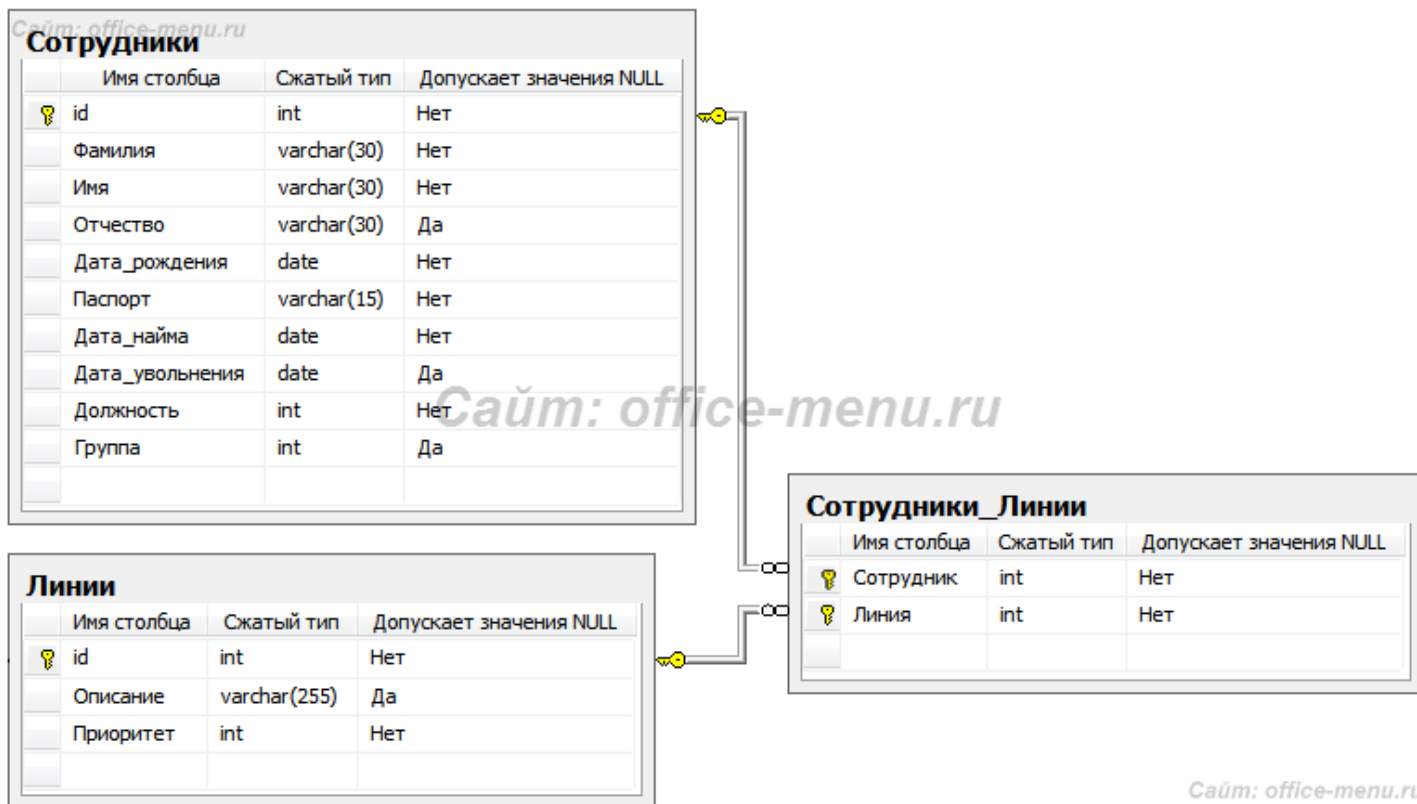 Сайт: office-menu.ru
Сотрудники
Имя столбца Сжатый тип Допускает значения NULL
id int Нет
Фамилия varchar(30) Нет
Имя varchar(30) Нет
Отчество varchar(30) Да
Дата_рождения date Нет
Паспорт varchar(15) Нет
Дата_найма date Нет
Дата_увольнения date Да
Должность int Нет
Группа int Да
Сайт: office-menu.ru
Сотрудники_Линии
Имя столбца Сжатый тип Допускает значения NULL
Сотрудник int Нет
Линия int Нет
Линии
Имя столбца Сжатый тип Допускает значения NULL
id int Нет
Описание varchar(255) Да
Приоритет int Нет
Сайт: office-menu.ru